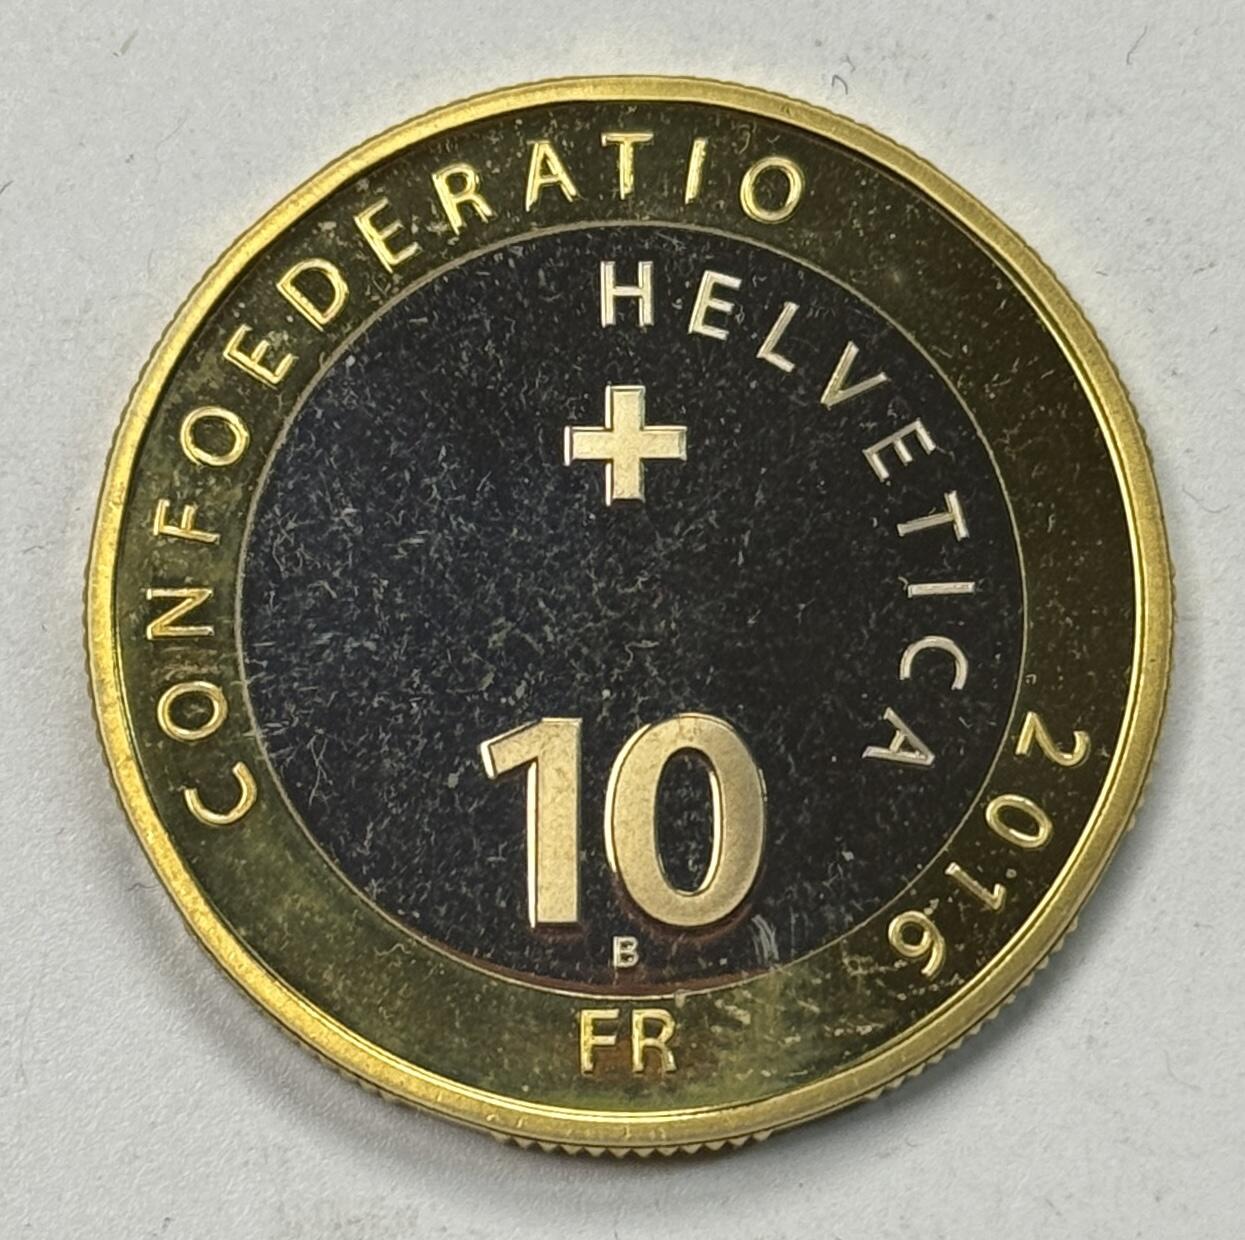 CONFOEDERATIO
HELVETICA
2016
10
B
FR